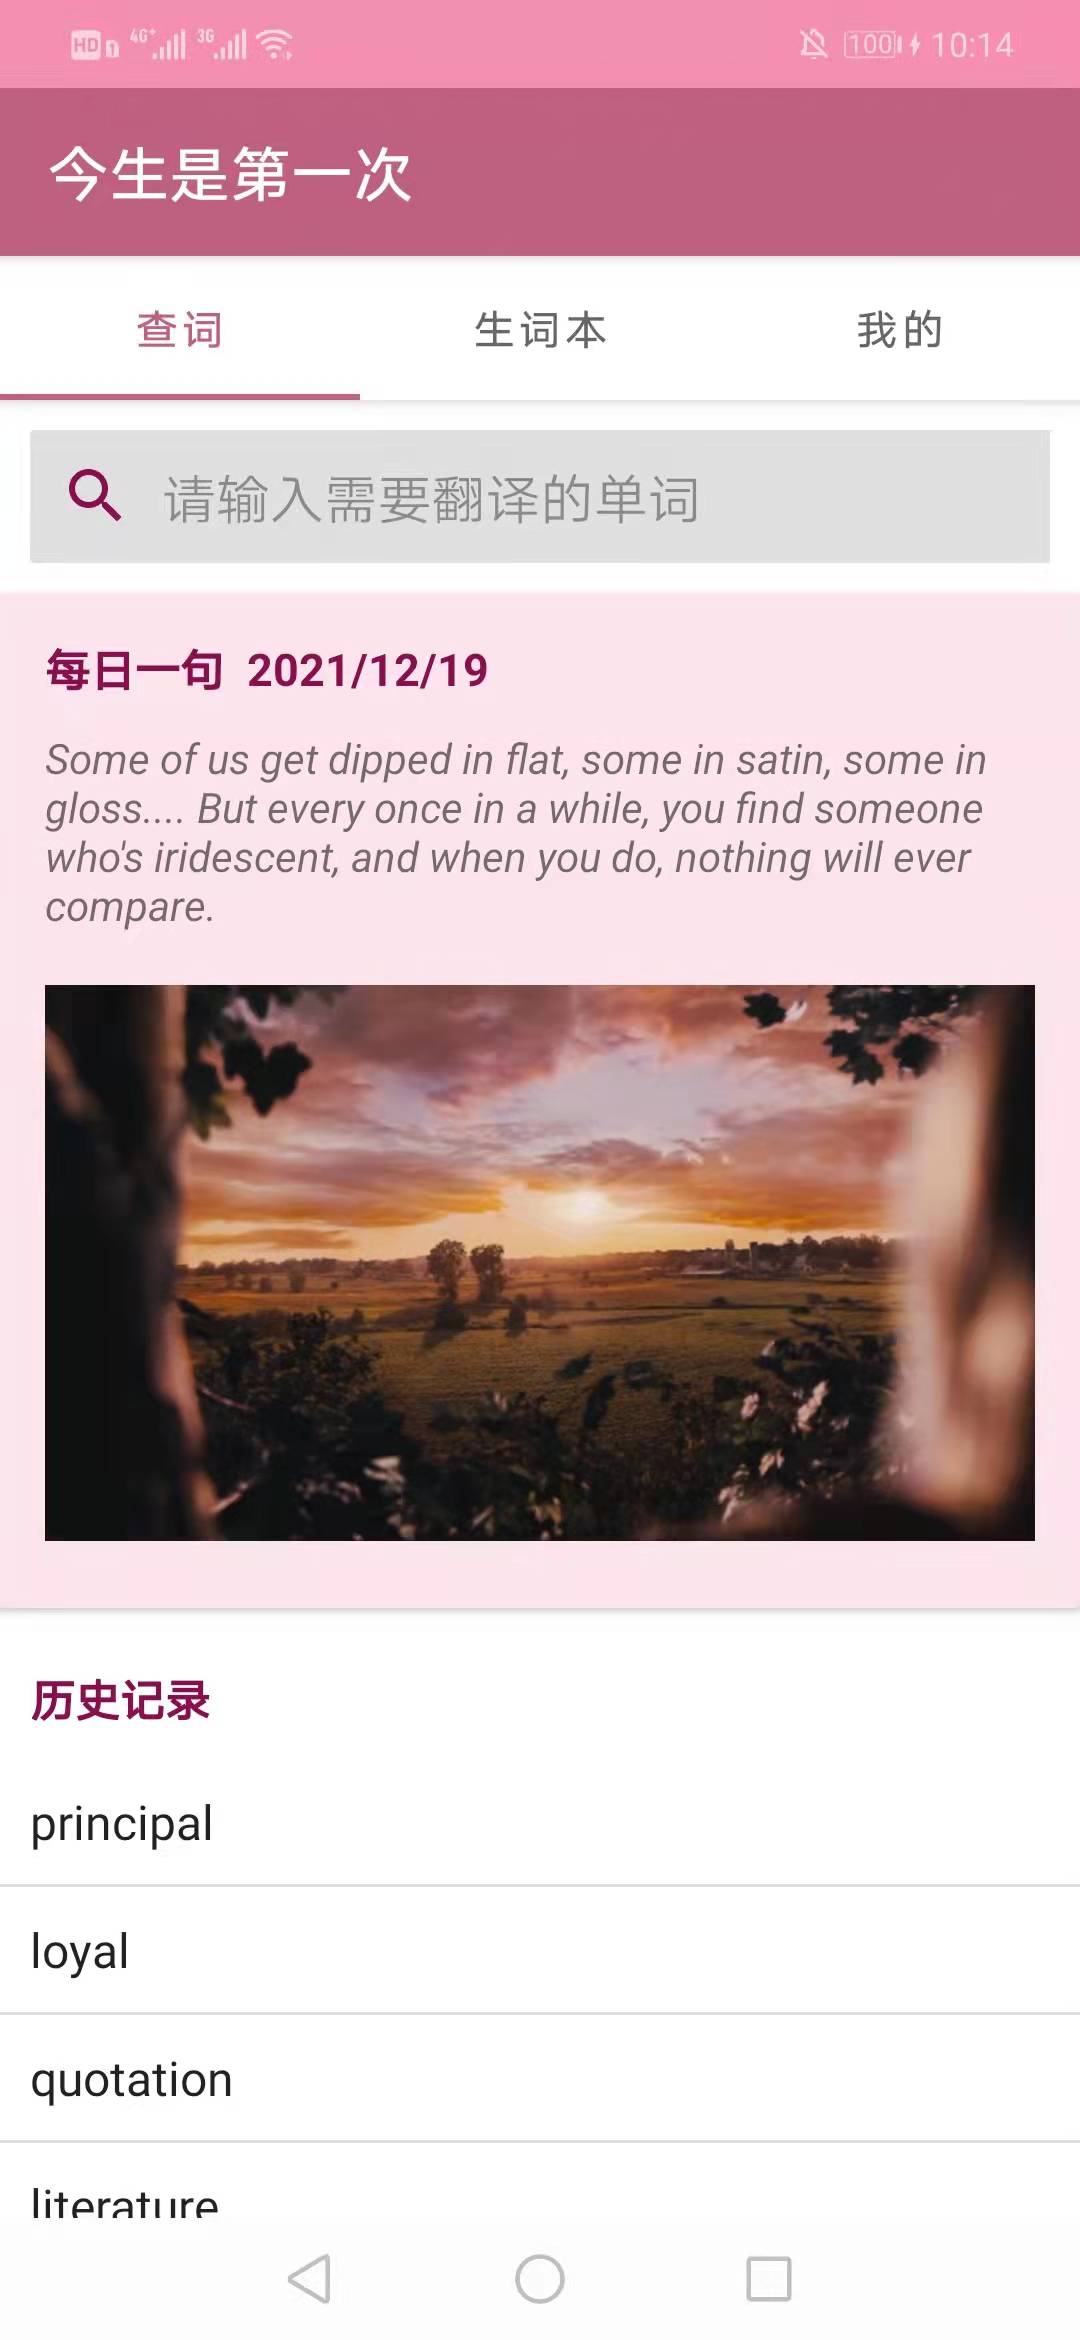 HD 1 4G+ 3G 100 10:14
今生是第一次
查词 生词本 我的
请输入需要翻译的单词
每日一句 2021/12/19
Some of us get dipped in flat, some in satin, some in
gloss.... But every once in a while, you find someone
who's iridescent, and when you do, nothing will ever
compare.
历史记录
principal
loyal
quotation
literature